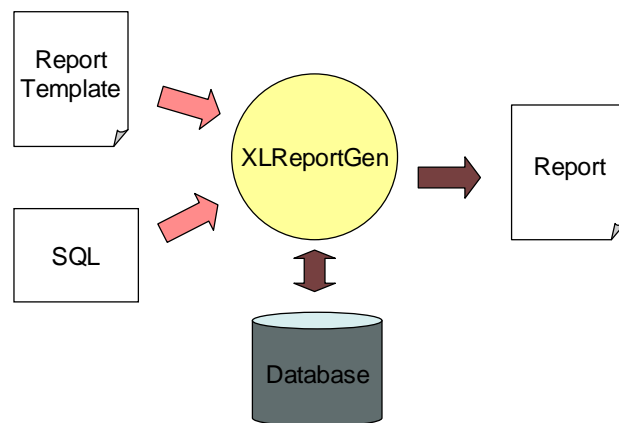 Report
Template
XLReportGen
Report
SQL
Database